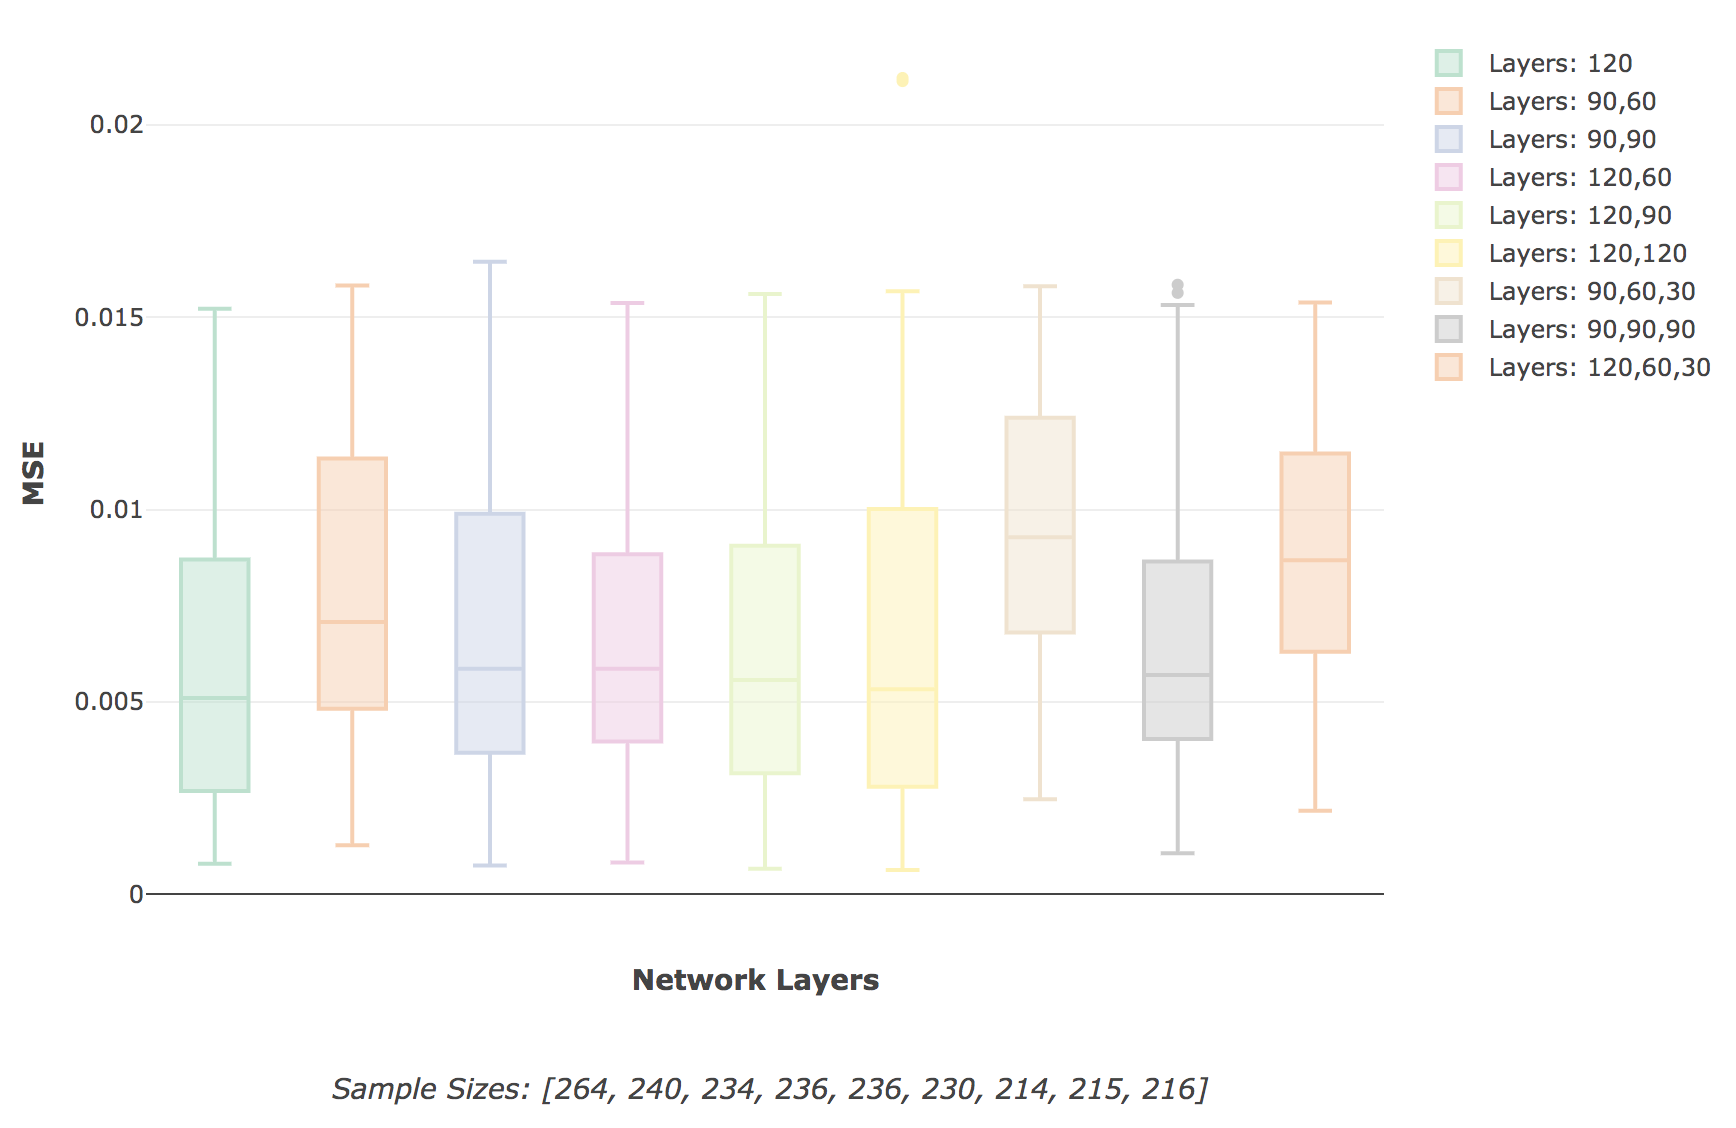 Layers: 120
Layers: 90,60
Layers: 90,90
Layers: 120,60
Layers: 120,90
Layers: 120,120
Layers: 90,60,30
Layers: 90,90,90
Layers: 120,60,30
0.02
0.015
0.01
0.005
0
MSE
Network Layers
Sample Sizes: [264, 240, 234, 236, 236, 230, 214, 215, 216]